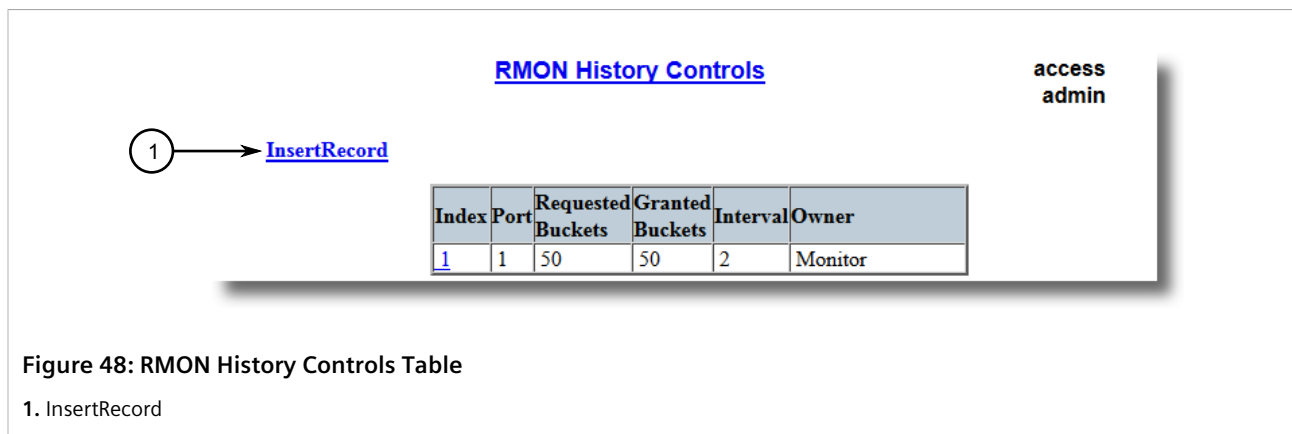 RMON History Controls
access
admin
1
InsertRecord
Index Port Requested Buckets Granted Buckets Interval Owner
1 1 50 50 2 Monitor
Figure 48: RMON History Controls Table
1. InsertRecord